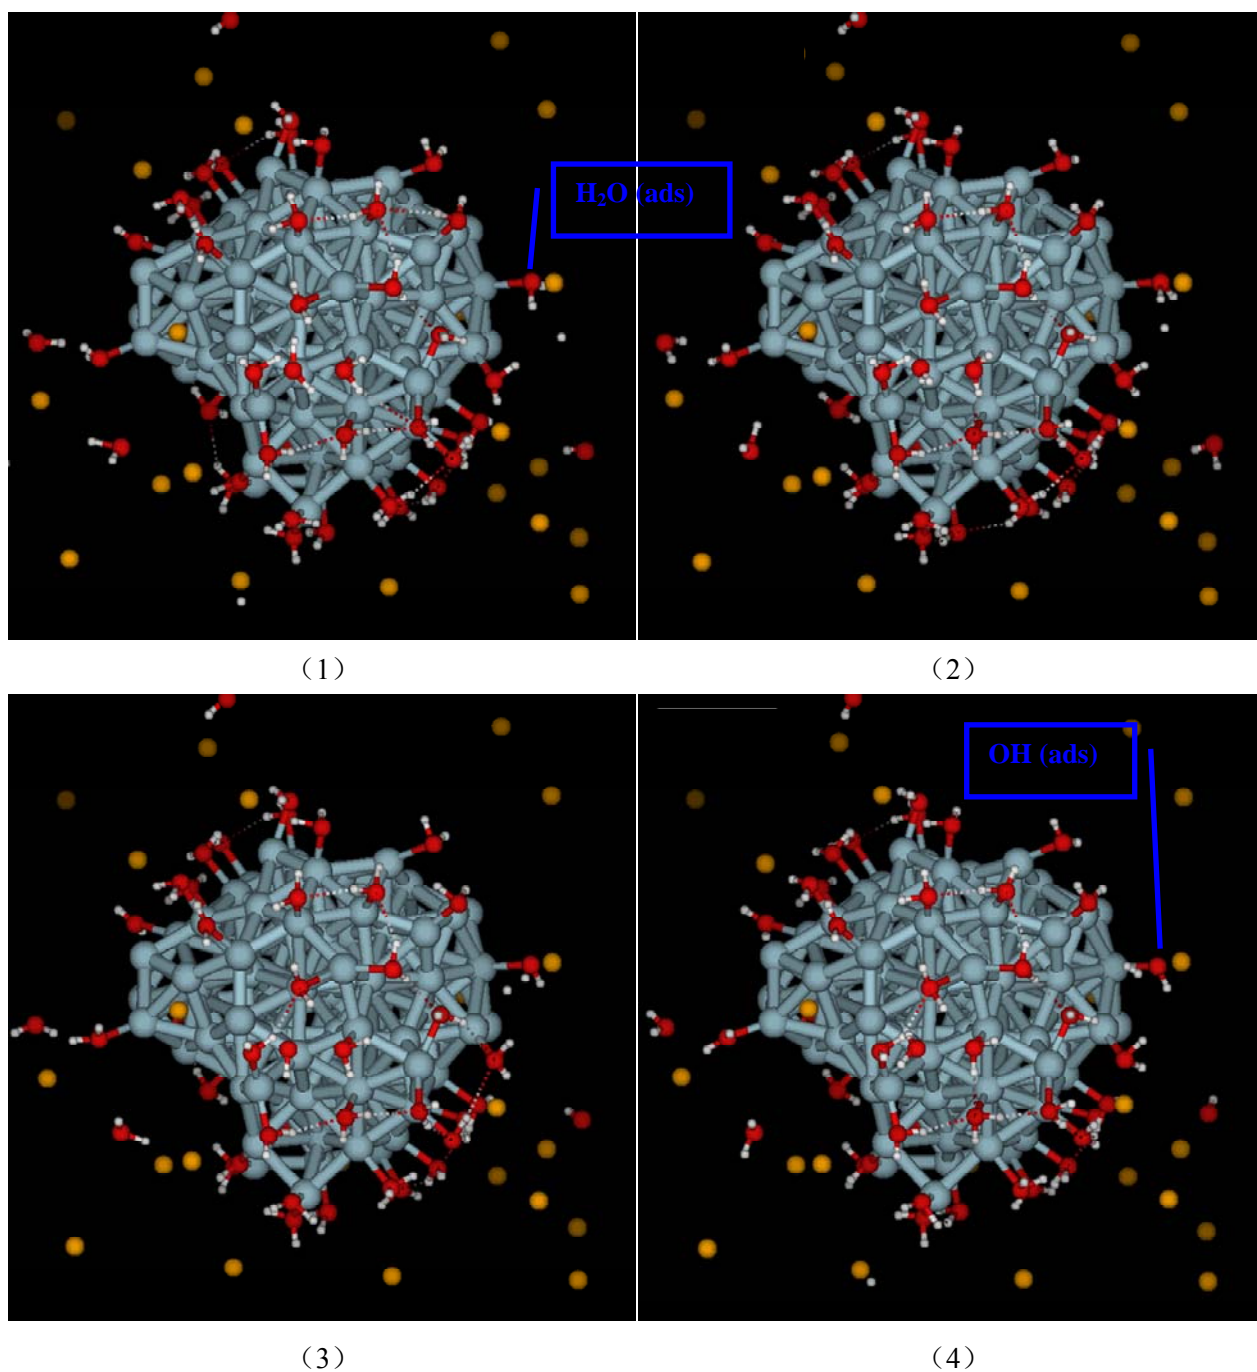 H₂O (ads)
（1）
（2）
OH (ads)
（3）
（4）